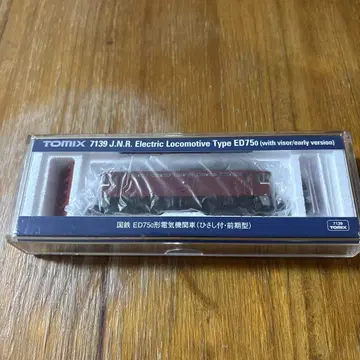 TOMIX 7139 J.N.R. Electric Locomotive Type ED750 (with visor/early version)
国鉄 ED750形電気機関車(ひさし付・前期型)
7139
TOMIX